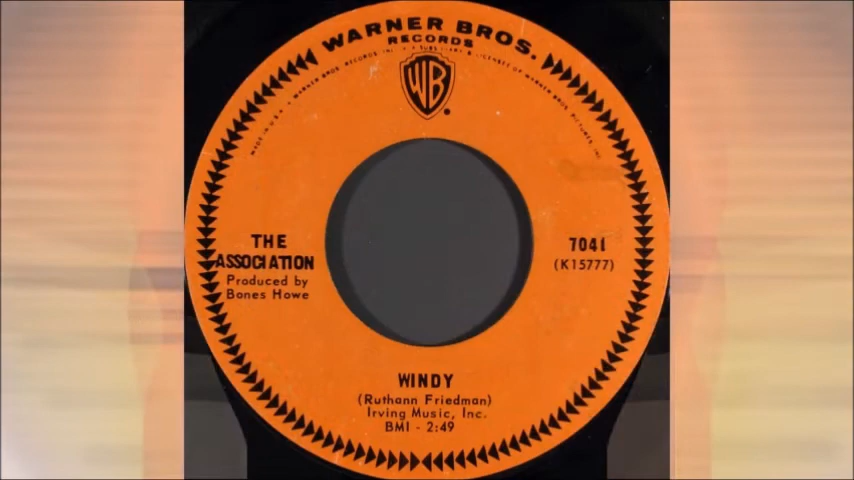 WARNER BROS.
RECORDS
WB
THE
ASSOCIATION
Produced by
Bones Howe
7041
(K15777)
WINDY
(Ruthann Friedman)
Irving Music, Inc.
BMI - 2:49